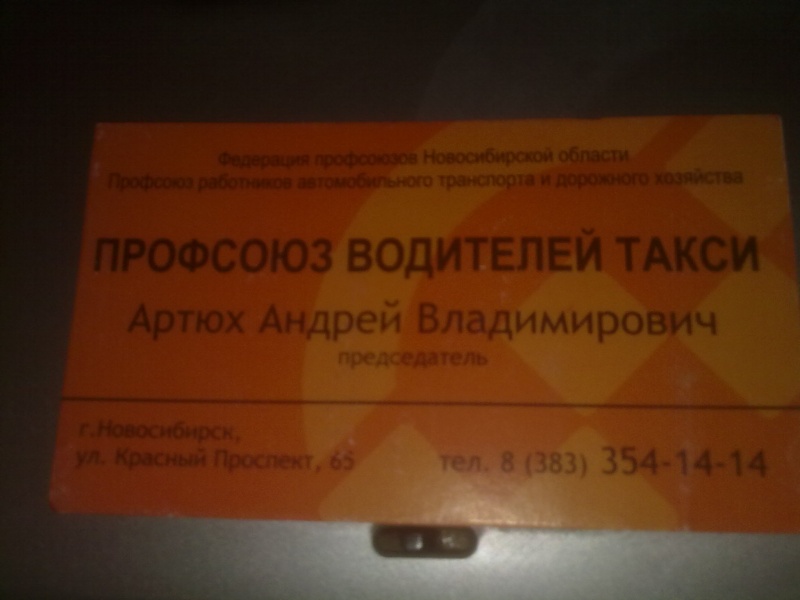 Федерация профсоюзов Новосибирской области
Профсоюз работников автомобильного транспорта и дорожного хозяйства
ПРОФСОЮЗ ВОДИТЕЛЕЙ ТАКСИ
Артюх Андрей Владимирович
председатель
г.Новосибирск,
ул. Красный Проспект, 65
тел. 8 (383) 354-14-14